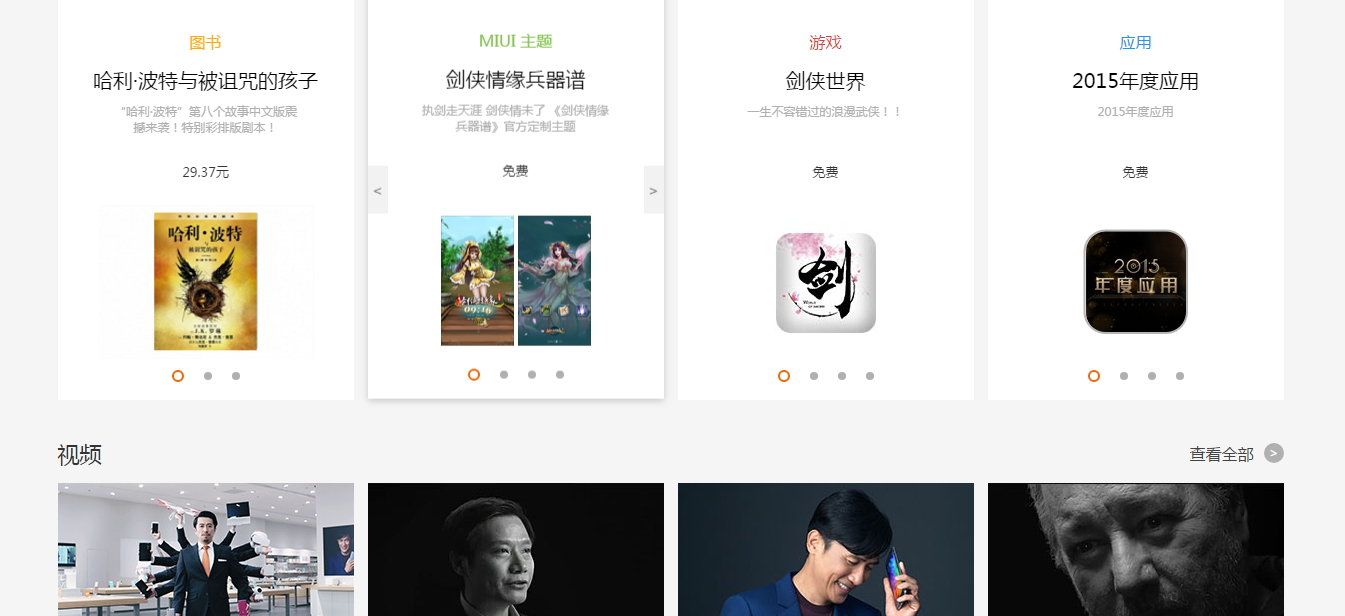 图书
哈利·波特与被诅咒的孩子
“哈利·波特”第八个故事中文版震
撼来袭！特别彩排版剧本！
29.37元
哈利·波特
被诅咒的孩子
J.K. 罗琳
MIUI 主题
剑侠情缘兵器谱
执剑走天涯 剑侠情未了 《剑侠情缘
兵器谱》官方定制主题
免费
<
>
09:16
游戏
剑侠世界
一生不容错过的浪漫武侠！！
免费
剑
应用
2015年度应用
2015年度应用
免费
2015
年度应用
视频
查看全部 >